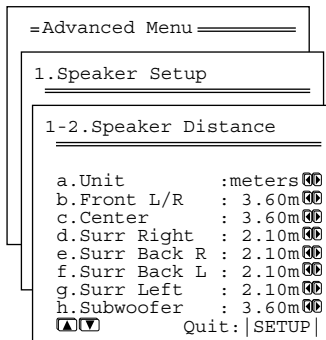 Advanced Menu
1.Speaker Setup
1-2.Speaker Distance
a.Unit :meters
b.Front L/R : 3.60m
c.Center : 3.60m
d.Surr Right : 2.10m
e.Surr Back R : 2.10m
f.Surr Back L : 2.10m
g.Surr Left : 2.10m
h.Subwoofer : 3.60m
Quit:|SETUP|